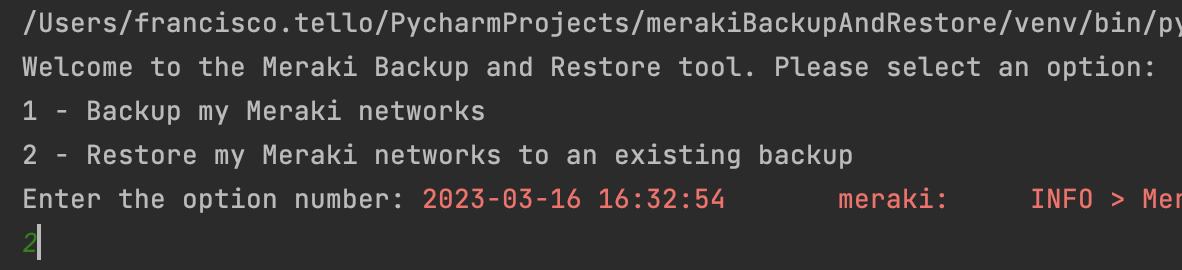 /Users/francisco.tello/PycharmProjects/merakiBackupAndRestore/venv/bin/py
Welcome to the Meraki Backup and Restore tool. Please select an option:
1 - Backup my Meraki networks
2 - Restore my Meraki networks to an existing backup
Enter the option number: 2023-03-16 16:32:54 meraki: INFO > Mer
2